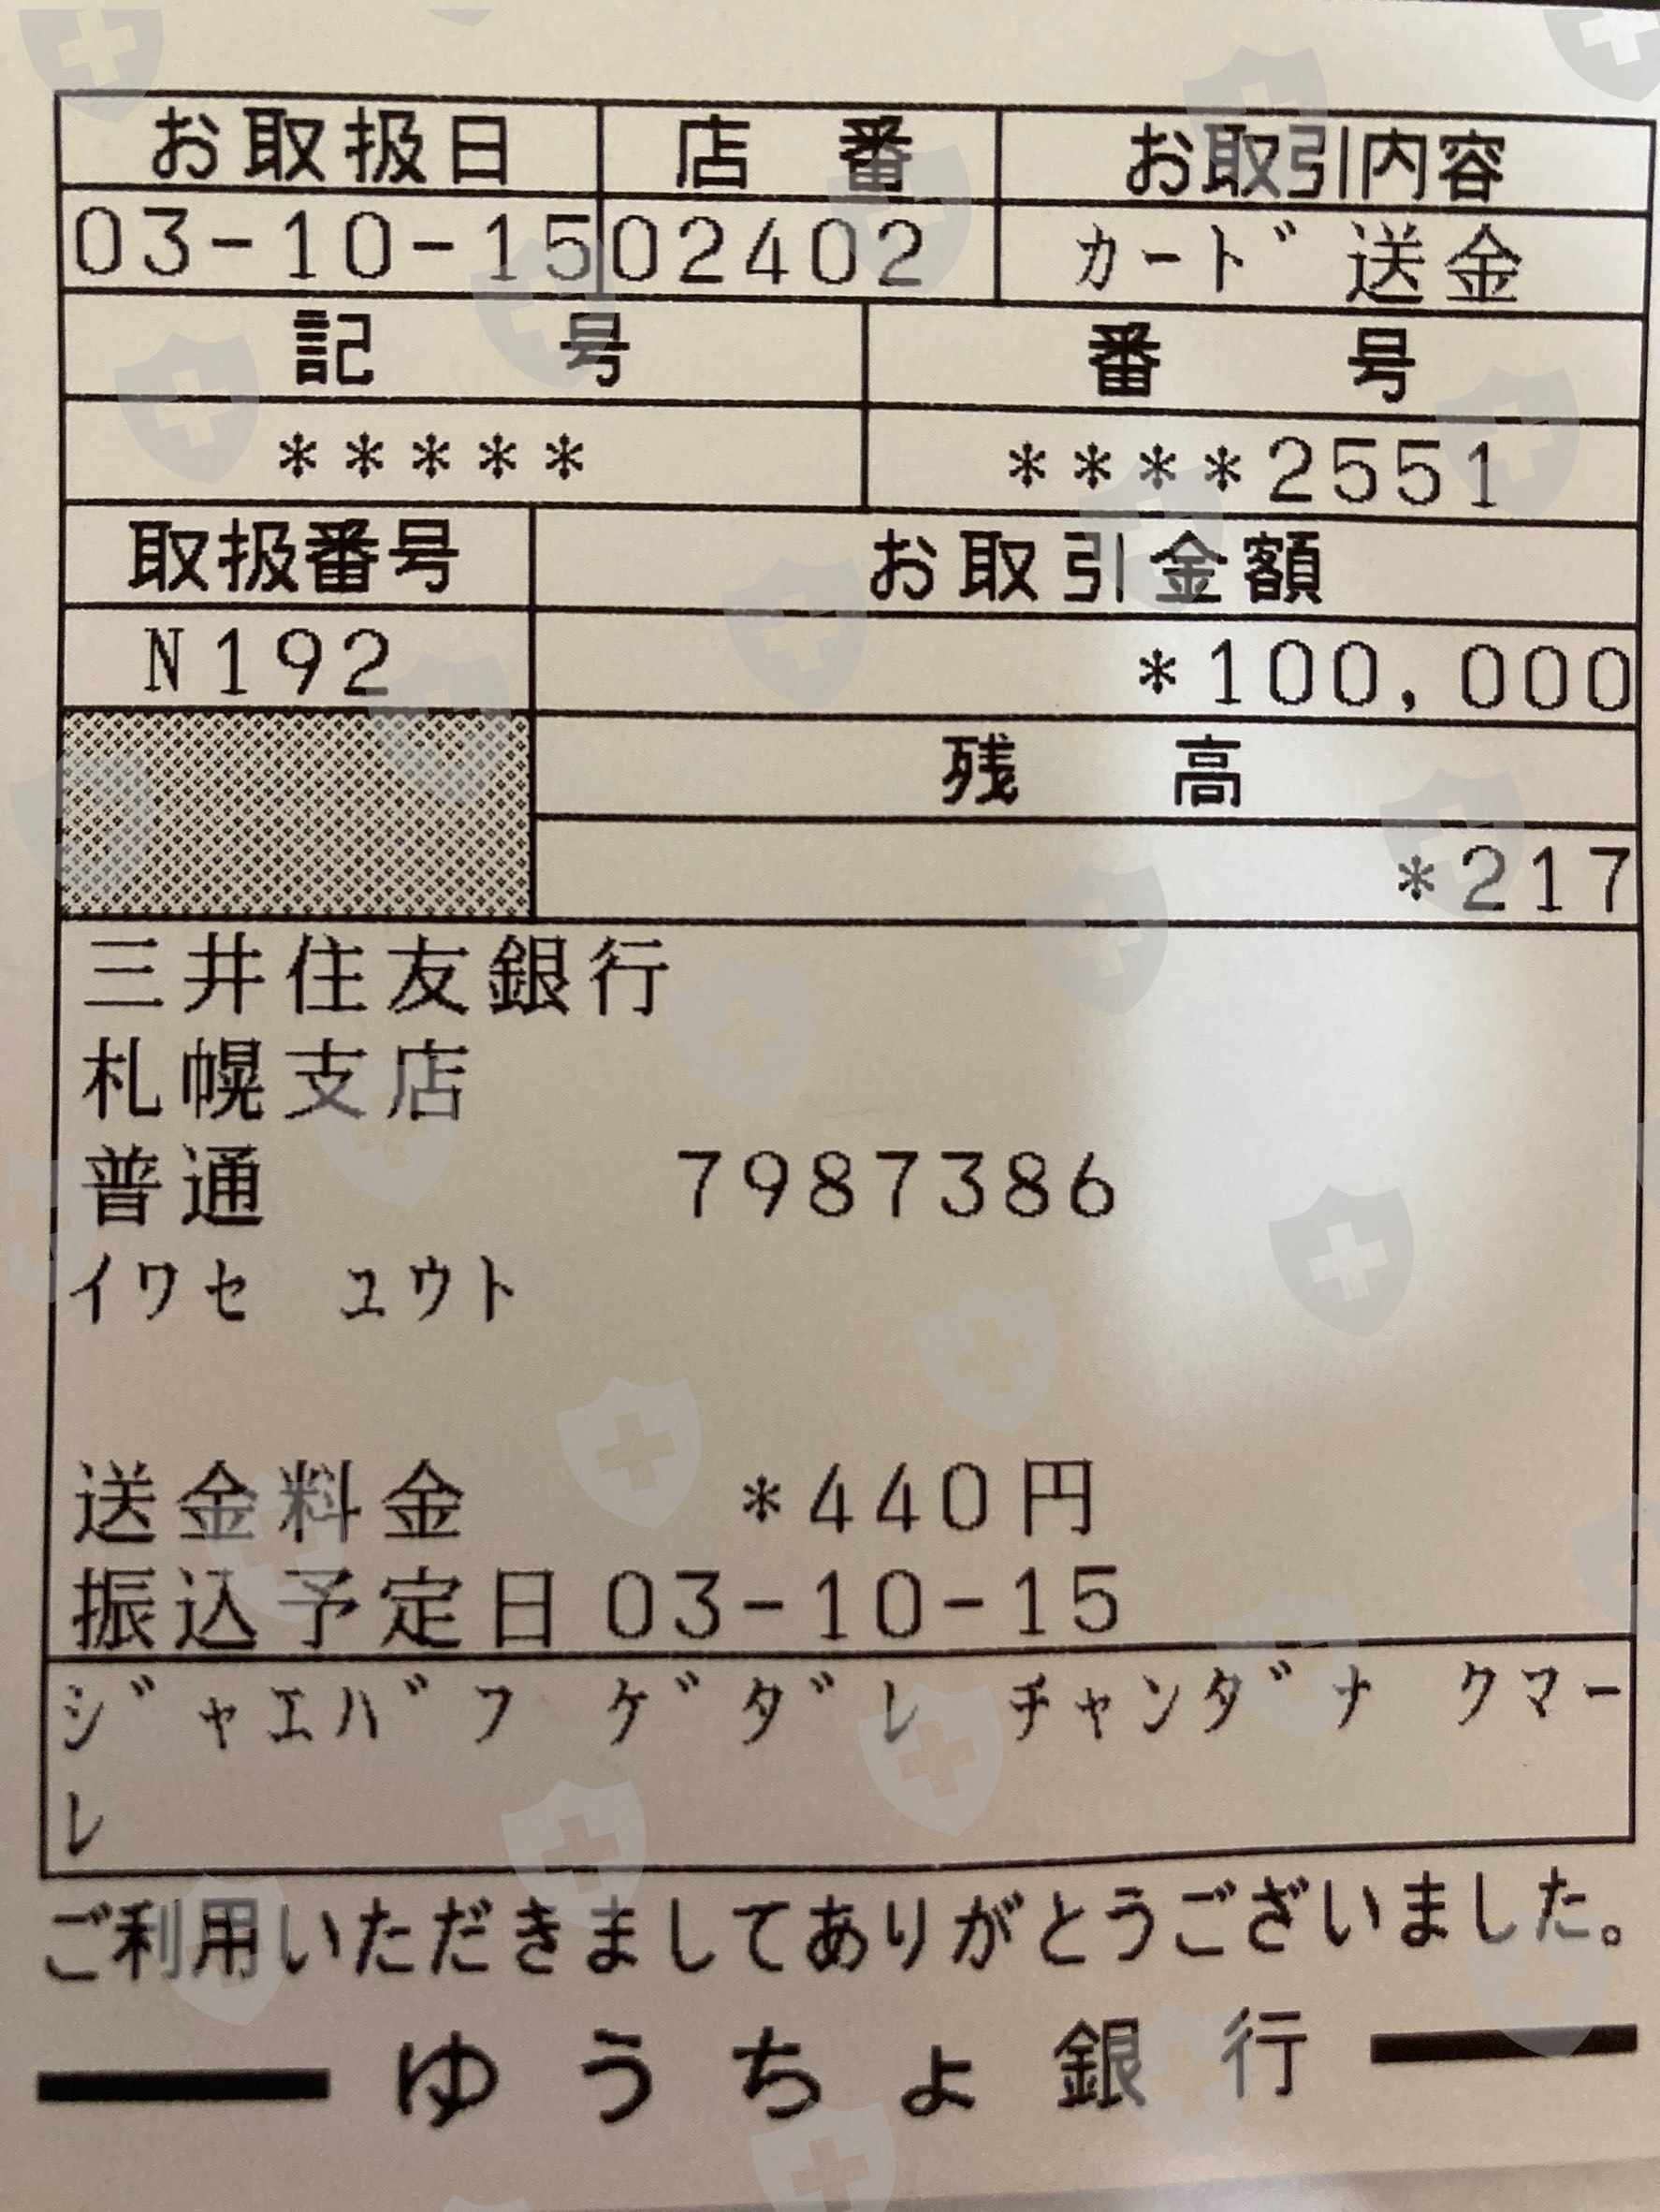 お取扱日 店番 お取引内容
03-10-15 02402 カード送金
記号 番号
***** ****2551
取扱番号 お取引金額
N192 *100,000
残高
*217
三井住友銀行
札幌支店
普通 7987386
イワセ ユウト
送金料金 *440円
振込予定日 03-10-15
ジャエバフ ゲダレ チャンダナ クマー
レ
ご利用いただきましてありがとうございました。
ゆうちょ銀行